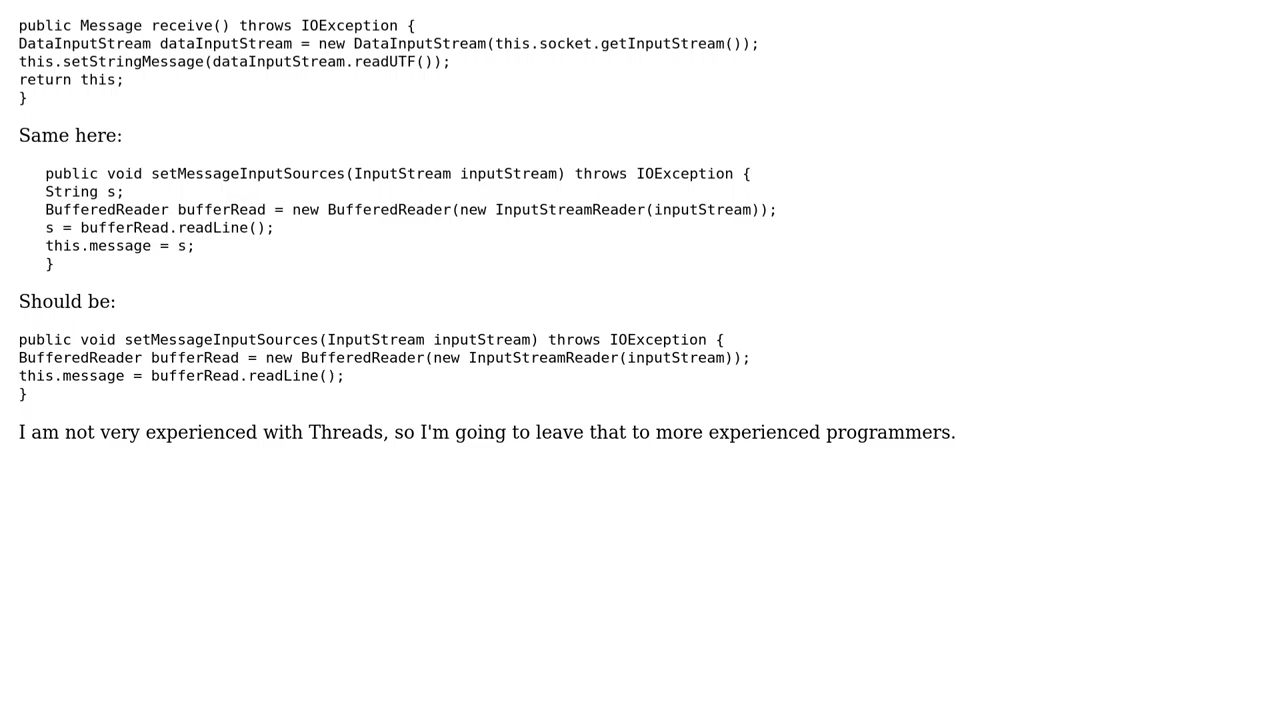 public Message receive() throws IOException {
DataInputStream dataInputStream = new DataInputStream(this.socket.getInputStream());
this.setStringMessage(dataInputStream.readUTF());
return this;
}
Same here:
public void setMessageInputSources(InputStream inputStream) throws IOException {
String s;
BufferedReader bufferRead = new BufferedReader(new InputStreamReader(inputStream));
s = bufferRead.readLine();
this.message = s;
}
Should be:
public void setMessageInputSources(InputStream inputStream) throws IOException {
BufferedReader bufferRead = new BufferedReader(new InputStreamReader(inputStream));
this.message = bufferRead.readLine();
}
I am not very experienced with Threads, so I'm going to leave that to more experienced programmers.